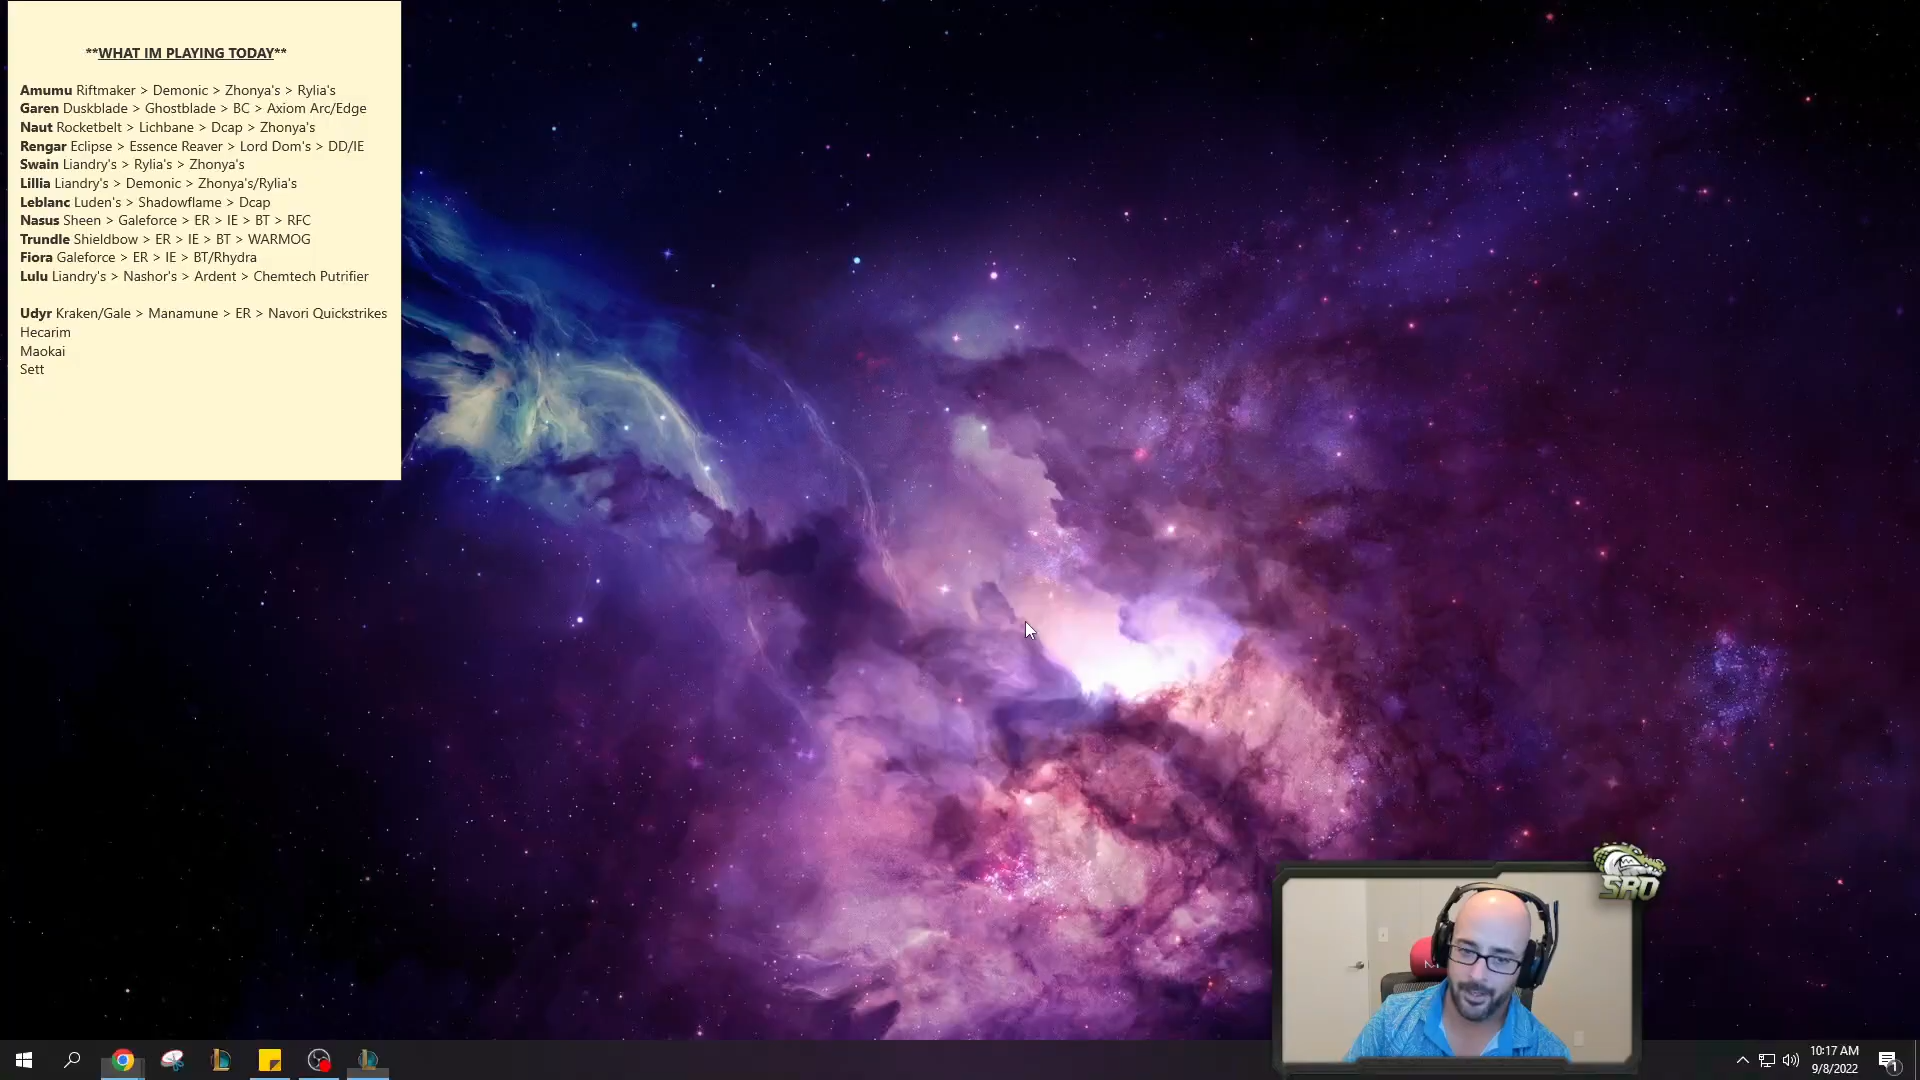 **WHAT IM PLAYING TODAY**
Amumu Riftmaker > Demonic > Zhonya's > Rylia's
Garen Duskblade > Ghostblade > BC > Axiom Arc/Edge
Naut Rocketbelt > Lichbane > Dcap > Zhonya's
Rengar Eclipse > Essence Reaver > Lord Dom's > DD/IE
Swain Liandry's > Rylia's > Zhonya's
Lillia Liandry's > Demonic > Zhonya's/Rylia's
Leblanc Luden's > Shadowflame > Dcap
Nasus Sheen > Galeforce > ER > IE > BT > RFC
Trundle Shieldbow > ER > IE > BT > WARMOG
Fiora Galeforce > ER > IE > BT/Rhydra
Lulu Liandry's > Nashor's > Ardent > Chemtech Putrifier
Udyr Kraken/Gale > Manamune > ER > Navori Quickstrikes
Hecarim
Maokai
Sett
SRO
10:17 AM
9/8/2022
1